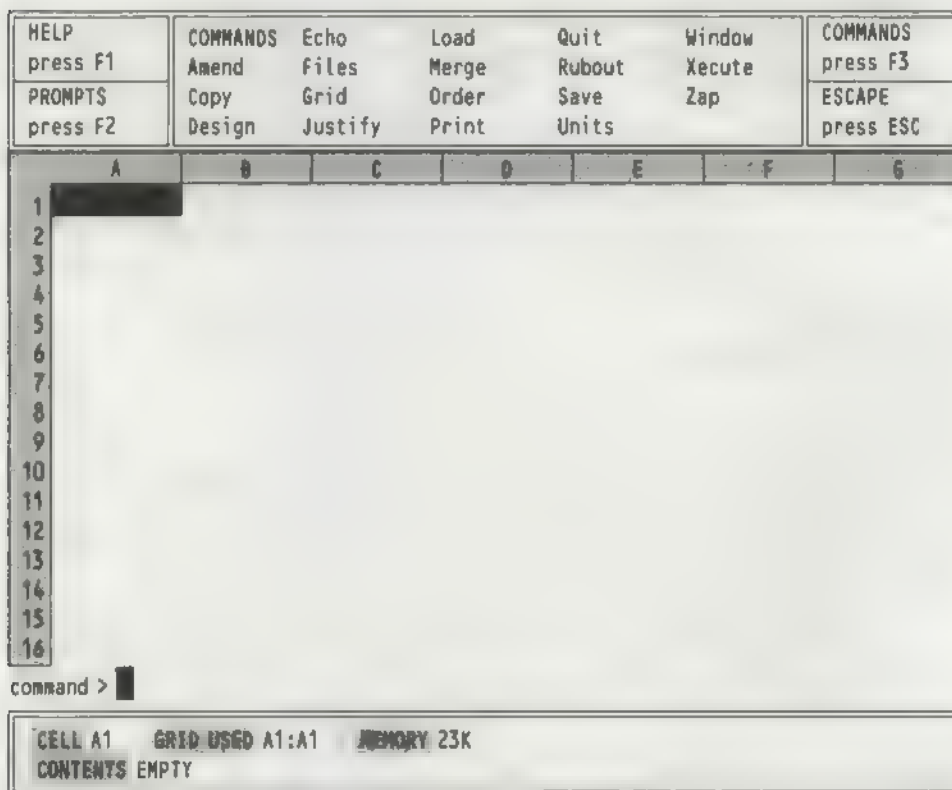 HELP COMMANDS Echo Load Quit Window COMMANDS
press F1 Amend Files Merge Rubout Xecute press F3
PROMPTS Copy Grid Order Save Zap ESCAPE
press F2 Design Justify Print Units press ESC
A B C D E F G
1
2
3
4
5
6
7
8
9
10
11
12
13
14
15
16
command >
CELL A1 GRID USED A1:A1 MEMORY 23K
CONTENTS EMPTY